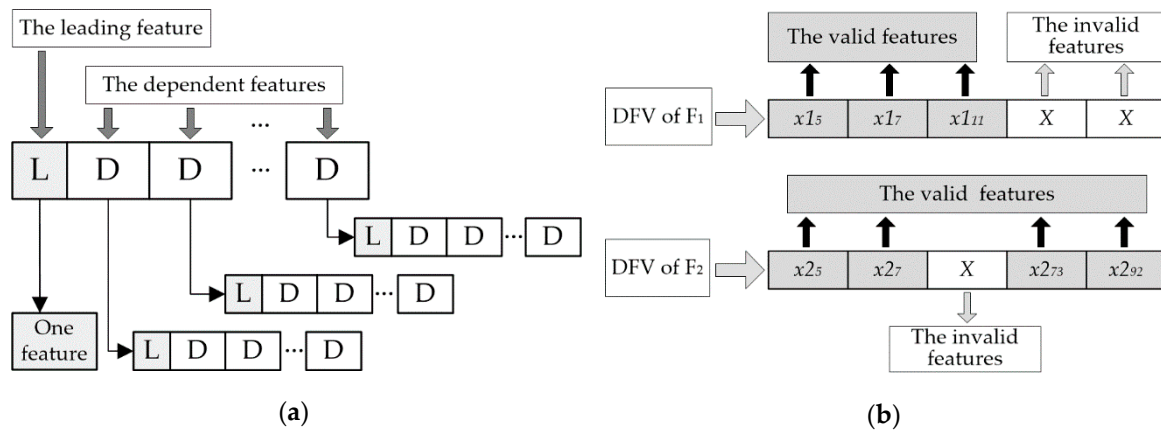 The leading feature
The dependent features
...
L D D ... D
L D D ... D
L D D ... D
One
feature
L D D ... D
(a)
The valid features
The invalid
features
DFV of F1
x15 x17 x111 X X
The valid features
DFV of F2
x25 x27 X x273 x292
The invalid
features
(b)